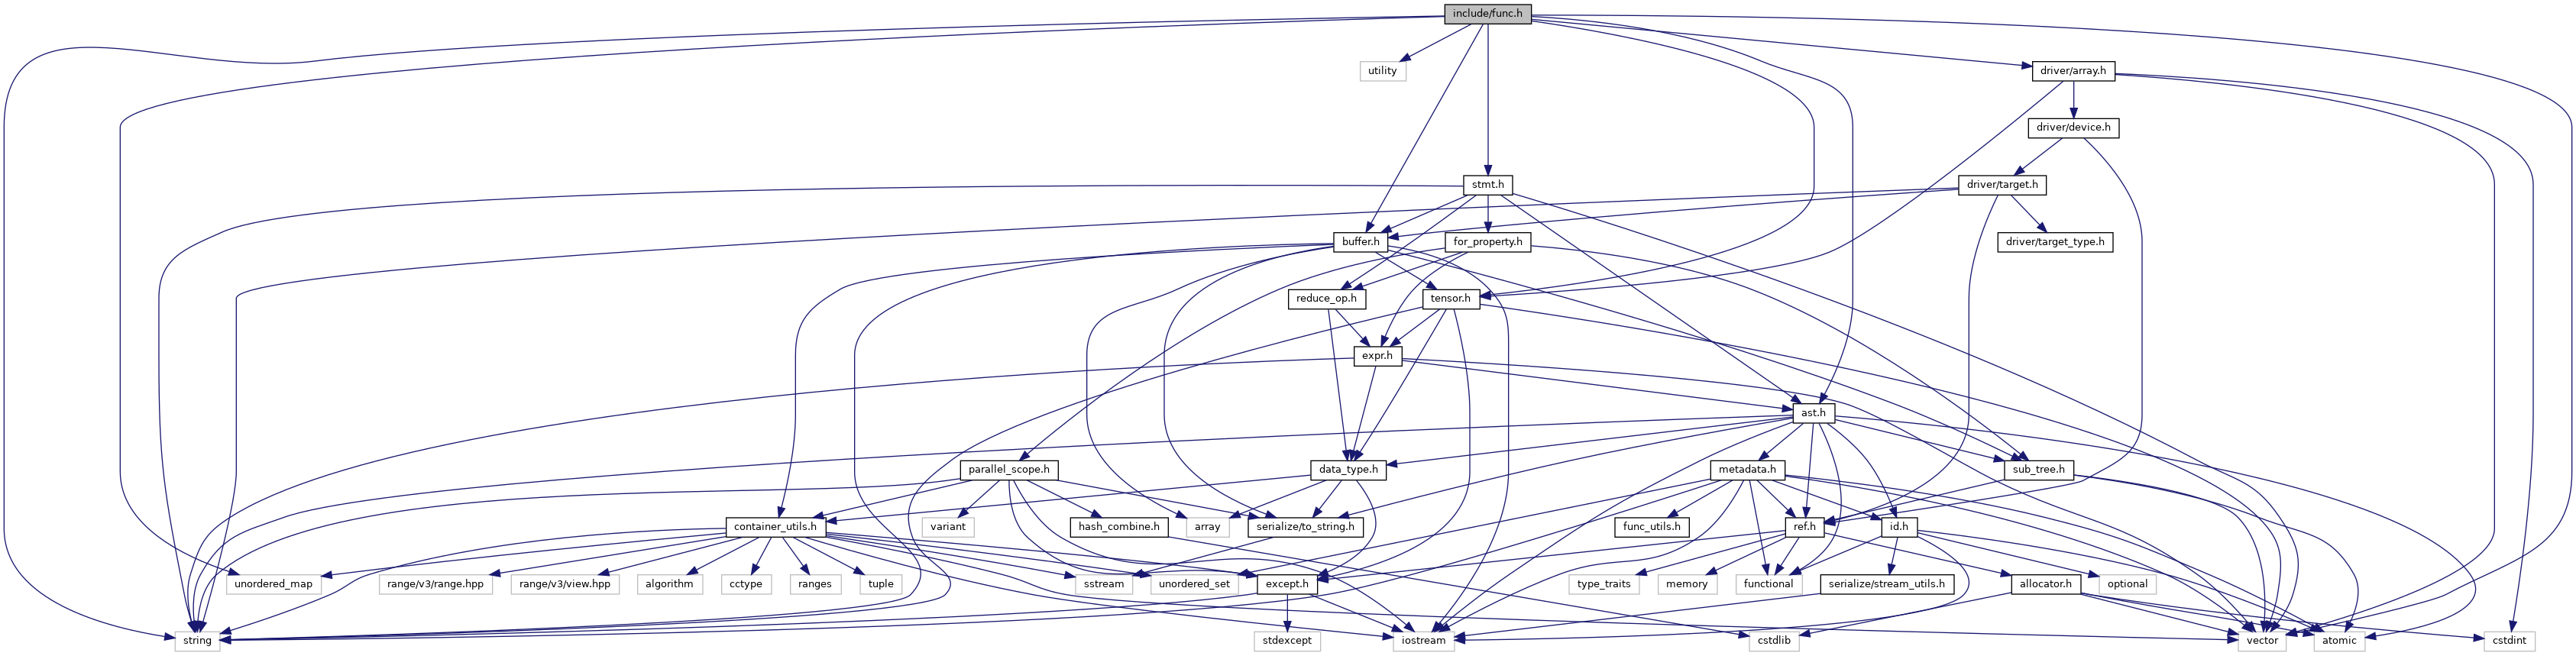 include/func.h
utility
driver/array.h
driver/device.h
stmt.h
driver/target.h
buffer.h
for_property.h
driver/target_type.h
reduce_op.h
tensor.h
expr.h
ast.h
parallel_scope.h
data_type.h
metadata.h
sub_tree.h
container_utils.h
variant
hash_combine.h
array
serialize/to_string.h
func_utils.h
ref.h
id.h
unordered_map
range/v3/range.hpp
range/v3/view.hpp
algorithm
cctype
ranges
tuple
sstream
unordered_set
except.h
type_traits
memory
functional
serialize/stream_utils.h
allocator.h
optional
string
stdexcept
iostream
cstdlib
vector
atomic
cstdint